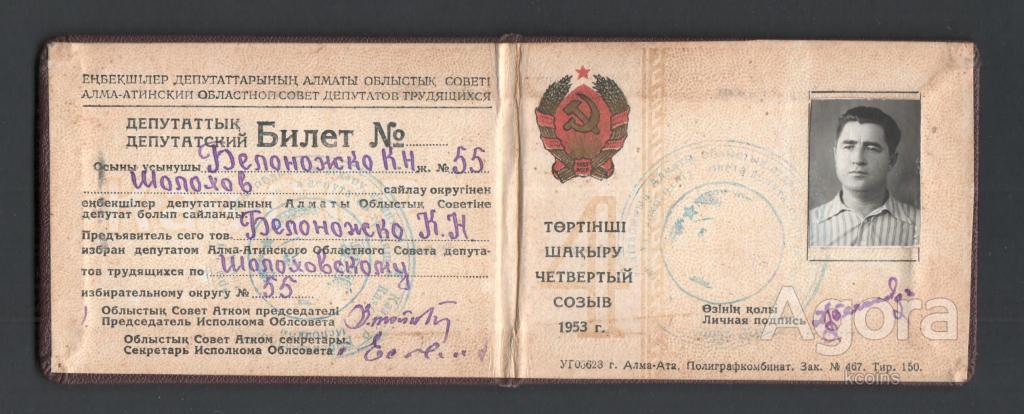 ЕҢБЕКШІЛЕР ДЕПУТАТТАРЫНЫҢ АЛМАТЫ ОБЛЫСТЫҚ СОВЕТІ
АЛМА-АТИНСКИЙ ОБЛАСТНОЙ СОВЕТ ДЕПУТАТОВ ТРУДЯЩИХСЯ
ДЕПУТАТТЫҚ
ДЕПУТАТСКИЙ Билет №
Осыны ұсынушы Белоножко К Н ж. № 55
Шолохов сайлау округінен
еңбекшілер депутаттарының Алматы Облыстық Советіне
депутат болып сайланды.
Предъявитель сего тов. Белоножко К. Н
избран депутатом Алма-Атинского Областного Совета депута-
тов трудящихся по Шолоховскому
избирательному округу № 55
Облыстық Совет Атком председателі
Председатель Исполкома Облсовета
Облыстық Совет Атком секретары
Секретарь Исполкома Облсовета
ТӨРТІНШІ
ШАҚЫРУ
ЧЕТВЕРТЫЙ
СОЗЫВ
1953 г.
Өзінің қолы
Личная подпись
УГ05623 г. Алма-Ата. Полиграфкомбинат. Зак. № 467. Тир. 150.
Agora
kcoins